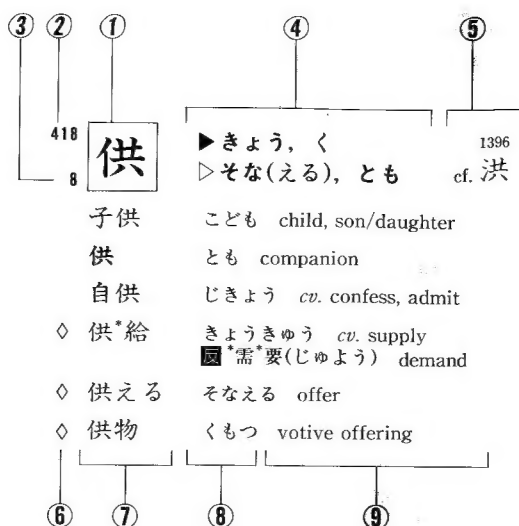 ③ ② ① ④ ⑤
418 供 ▶きょう, く 1396
8 ▷そな(える), とも cf. 洪
子供 こども child, son/daughter
供 とも companion
自供 じきょう cv. confess, admit
◇ 供*給 きょうきゅう cv. supply
反 *需*要(じゅよう) demand
◇ 供える そなえる offer
◇ 供物 くもつ votive offering
⑥ ⑦ ⑧ ⑨